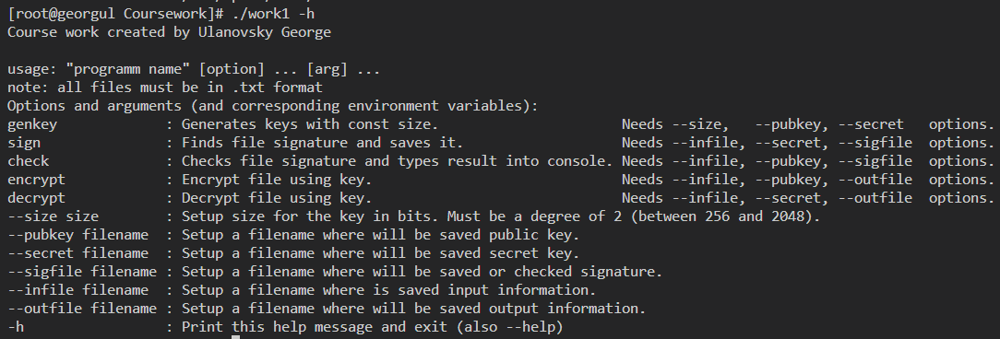 [root@georgul Coursework]# ./work1 -h
Course work created by Ulanovsky George
usage: "programm name" [option] ... [arg] ...
note: all files must be in .txt format
Options and arguments (and corresponding environment variables):
genkey : Generates keys with const size. Needs --size, --pubkey, --secret options.
sign : Finds file signature and saves it. Needs --infile, --secret, --sigfile options.
check : Checks file signature and types result into console. Needs --infile, --pubkey, --sigfile options.
encrypt : Encrypt file using key. Needs --infile, --pubkey, --outfile options.
decrypt : Decrypt file using key. Needs --infile, --secret, --outfile options.
--size size : Setup size for the key in bits. Must be a degree of 2 (between 256 and 2048).
--pubkey filename : Setup a filename where will be saved public key.
--secret filename : Setup a filename where will be saved secret key.
--sigfile filename : Setup a filename where will be saved or checked signature.
--infile filename : Setup a filename where is saved input information.
--outfile filename : Setup a filename where will be saved output information.
-h : Print this help message and exit (also --help)